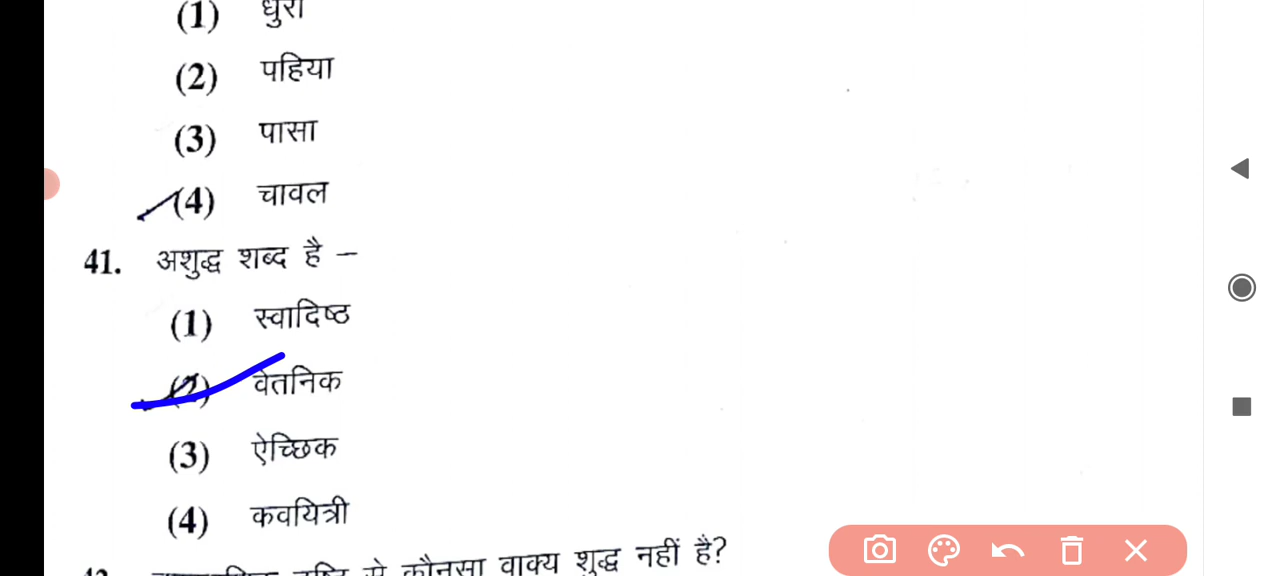 (1) धुरी
(2) पहिया
(3) पासा
(4) चावल
41. अशुद्ध शब्द है –
(1) स्वादिष्ठ
(2) वेतनिक
(3) ऐच्छिक
(4) कवयित्री
दृष्टि से कौनसा वाक्य शुद्ध नहीं है?